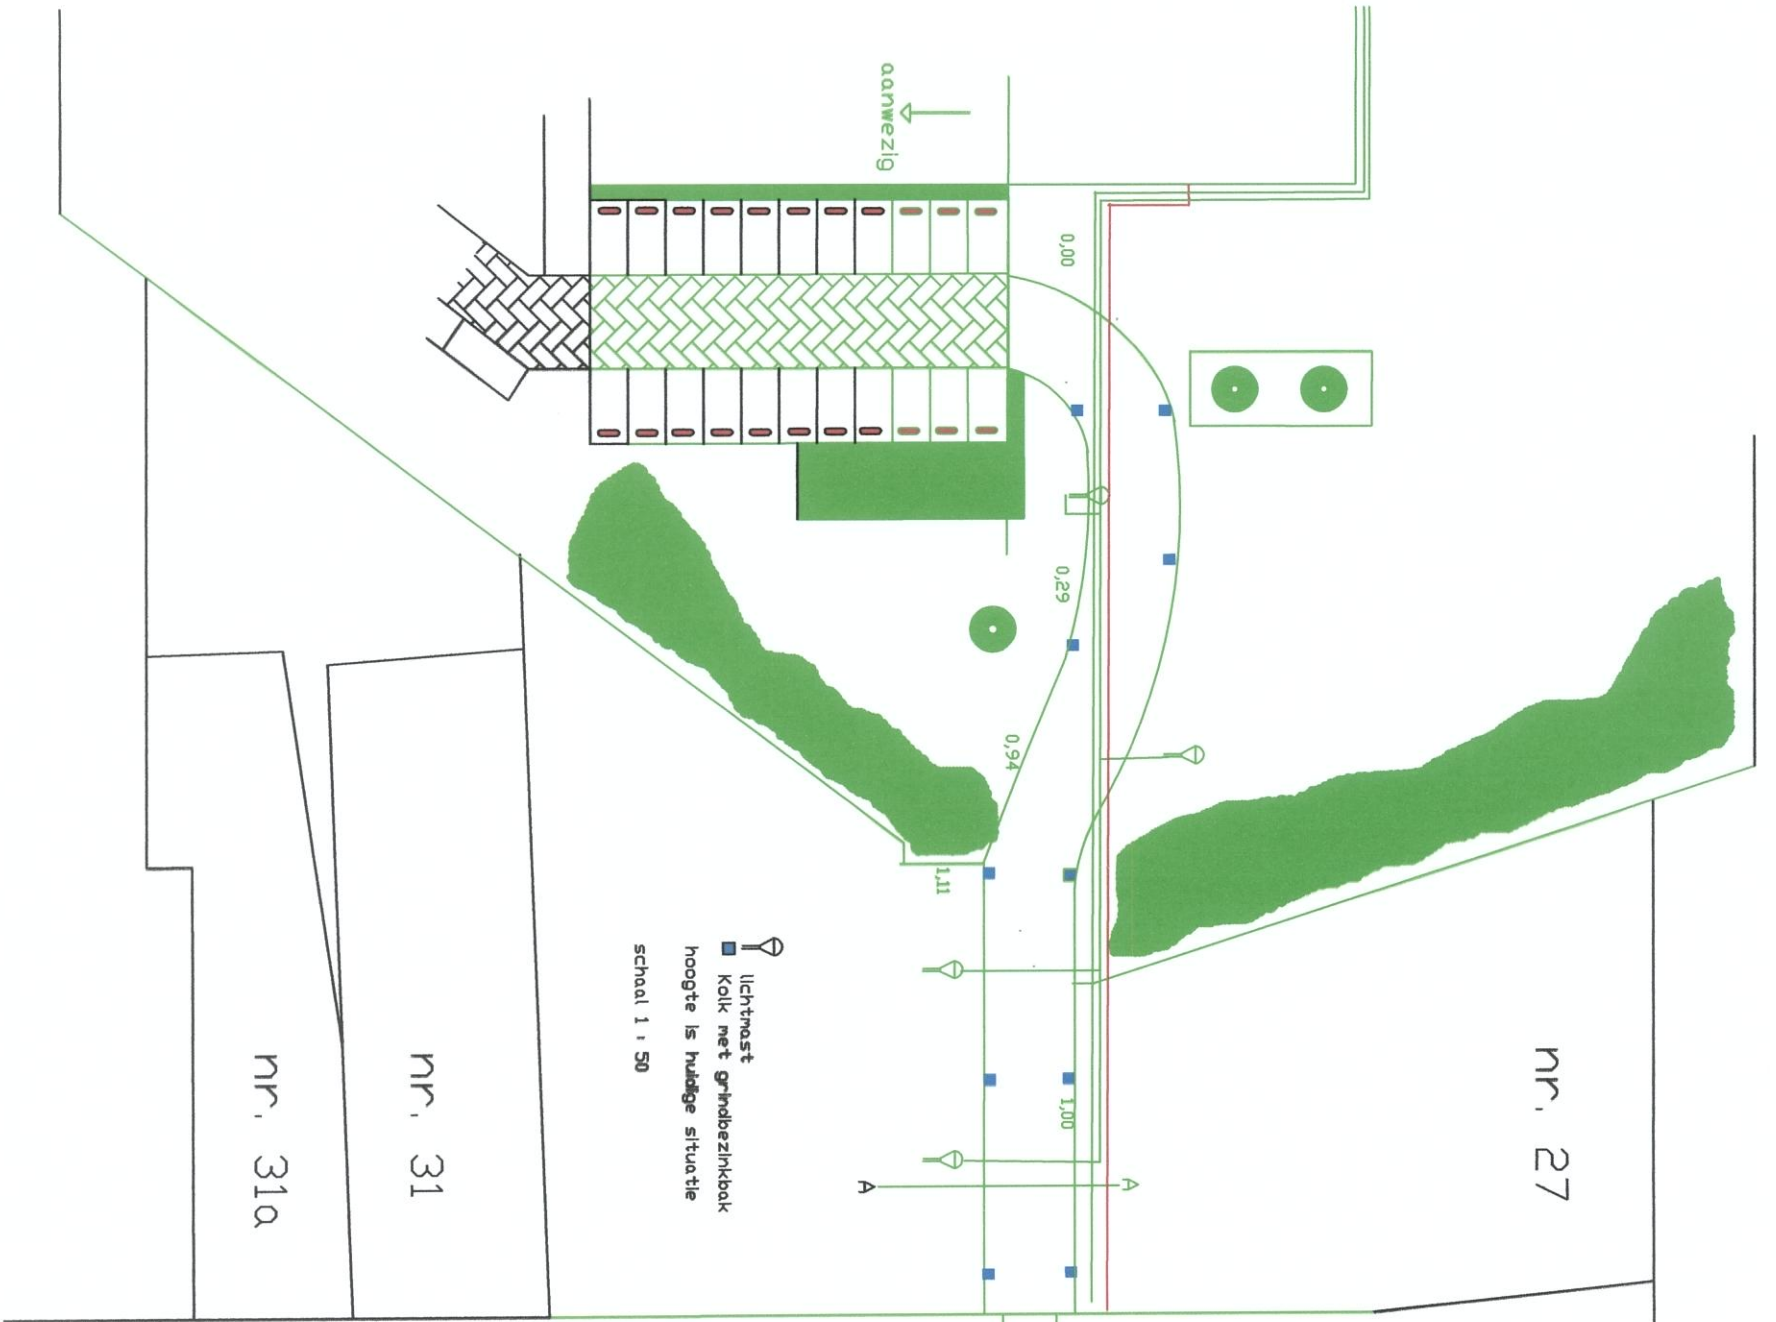 aanwezig
0,00
0,29
0,94
1,11
1,00
A
A
lichtmast
Kolk met grindbezinkbak
hoogte is huidige situatie
schaal 1 : 50
nr. 27
nr. 31
nr. 31a